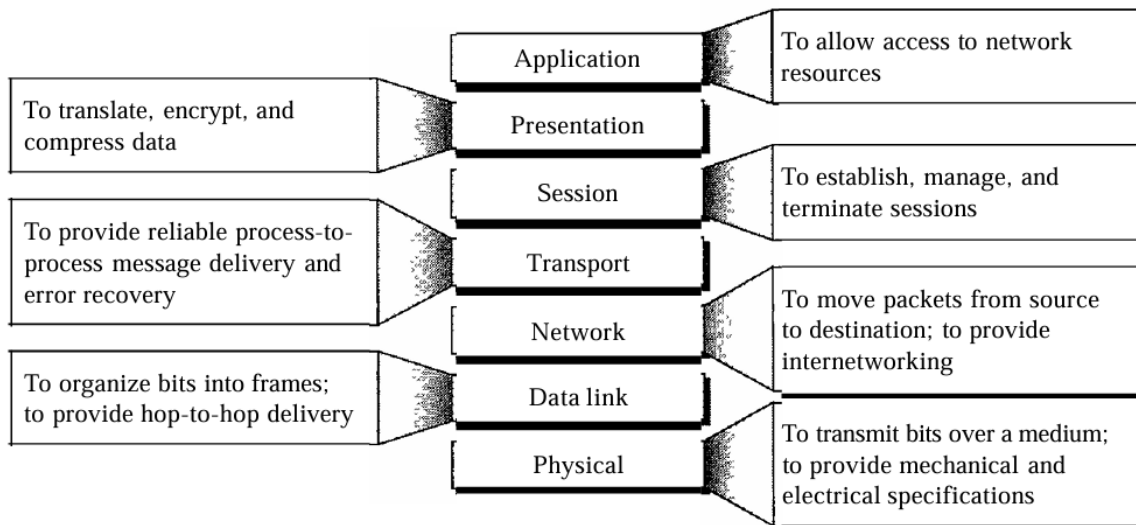 Application
To allow access to network
resources
To translate, encrypt, and
compress data
Presentation
Session
To establish, manage, and
terminate sessions
To provide reliable process-to-
process message delivery and
error recovery
Transport
Network
To move packets from source
to destination; to provide
internetworking
To organize bits into frames;
to provide hop-to-hop delivery
Data link
Physical
To transmit bits over a medium;
to provide mechanical and
electrical specifications